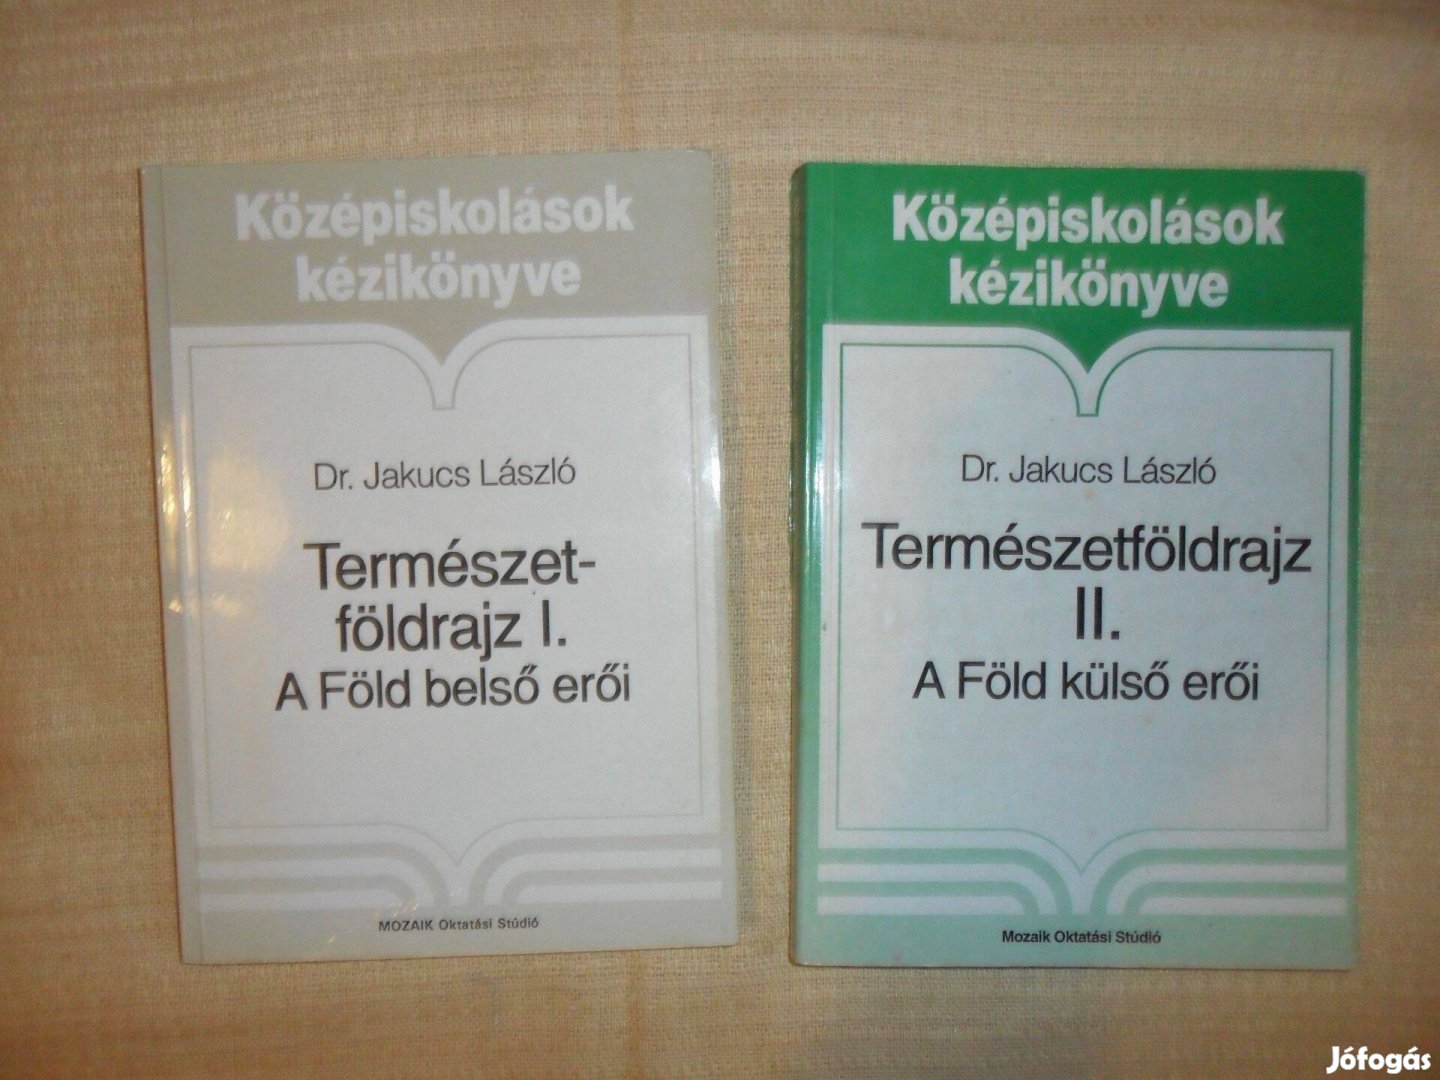 Középiskolások
kézikönyve
Dr. Jakucs László
Természet-
földrajz I.
A Föld belső erői
MOZAIK Oktatási Stúdió
Középiskolások
kézikönyve
Dr. Jakucs László
Természetföldrajz
II.
A Föld külső erői
Mozaik Oktatási Stúdió
Jófogás